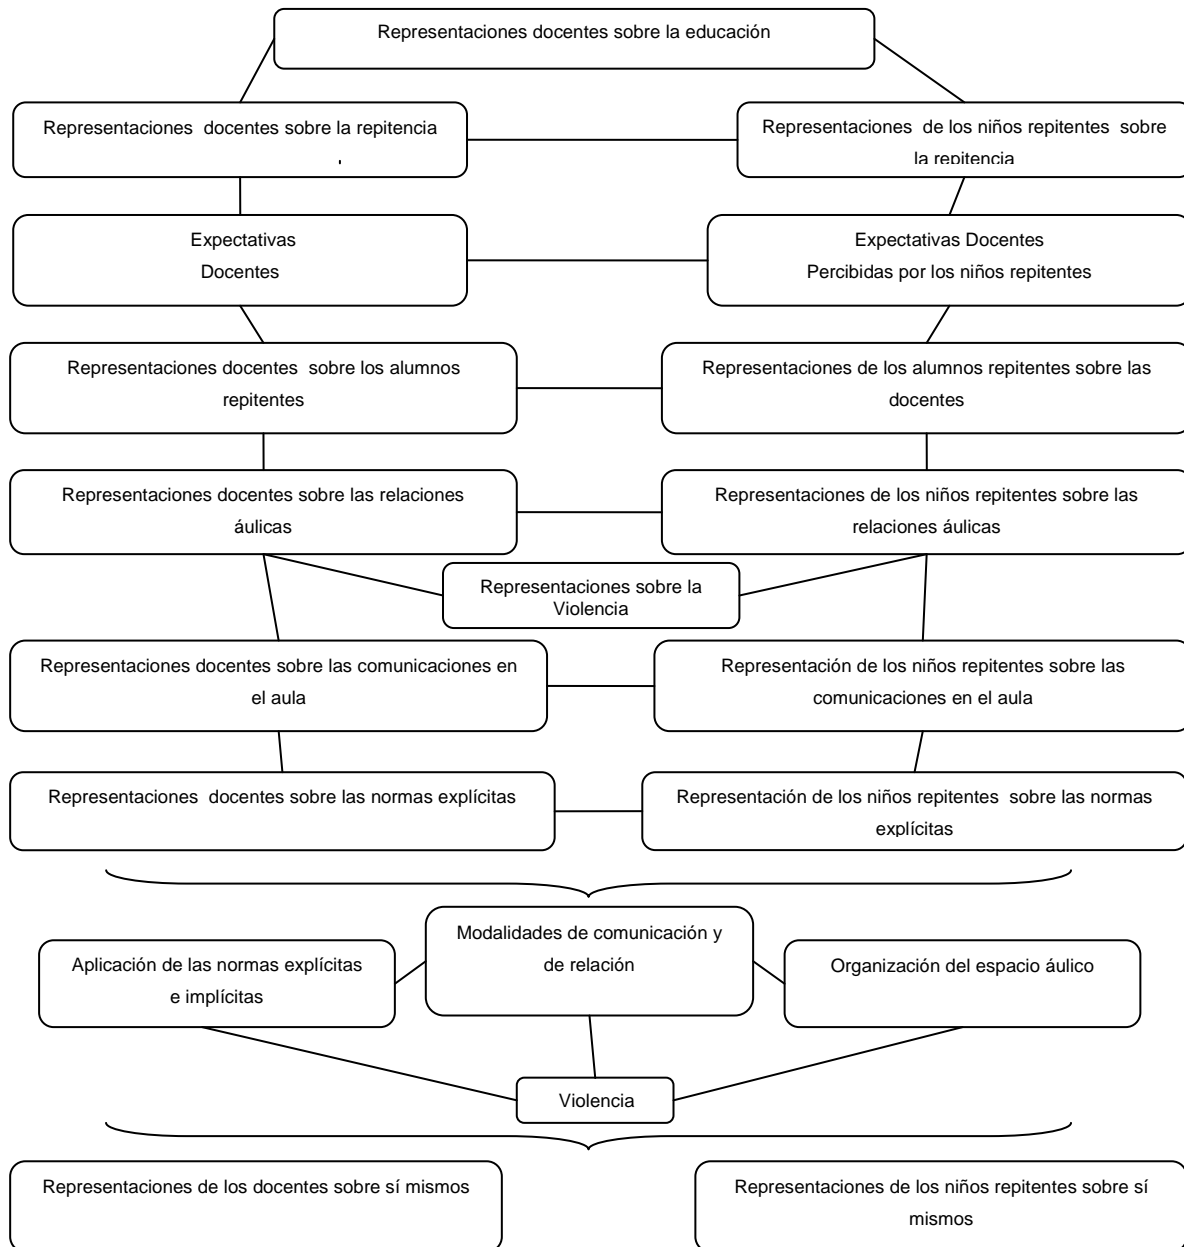 Representaciones docentes sobre la educación
Representaciones docentes sobre la repitencia
Representaciones de los niños repitentes sobre
la repitencia
Expectativas
Docentes
Expectativas Docentes
Percibidas por los niños repitentes
Representaciones docentes sobre los alumnos
repitentes
Representaciones de los alumnos repitentes sobre las
docentes
Representaciones docentes sobre las relaciones
áulicas
Representaciones de los niños repitentes sobre las
relaciones áulicas
Representaciones sobre la
Violencia
Representaciones docentes sobre las comunicaciones en
el aula
Representación de los niños repitentes sobre las
comunicaciones en el aula
Representaciones docentes sobre las normas explícitas
Representación de los niños repitentes sobre las normas
explícitas
Modalidades de comunicación y
de relación
Aplicación de las normas explícitas
e implícitas
Organización del espacio áulico
Violencia
Representaciones de los docentes sobre sí mismos
Representaciones de los niños repitentes sobre sí
mismos